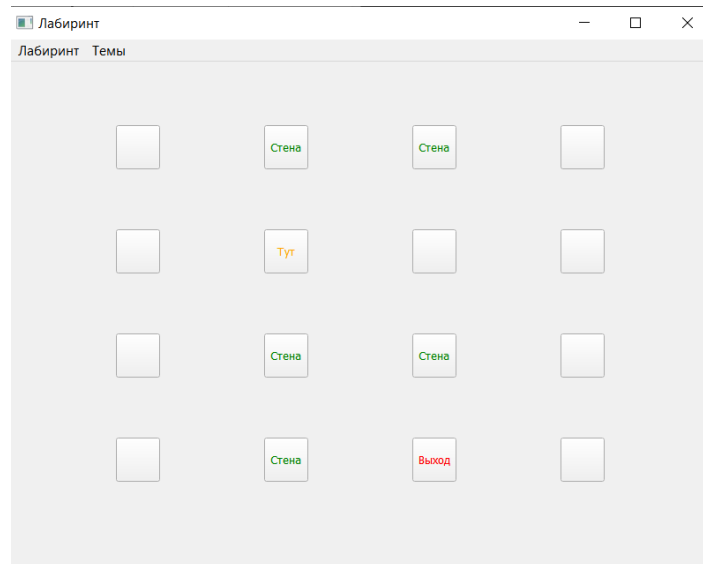 Лабиринт
Лабиринт Темы
Стена Стена
Тут
Стена Стена
Стена Выход